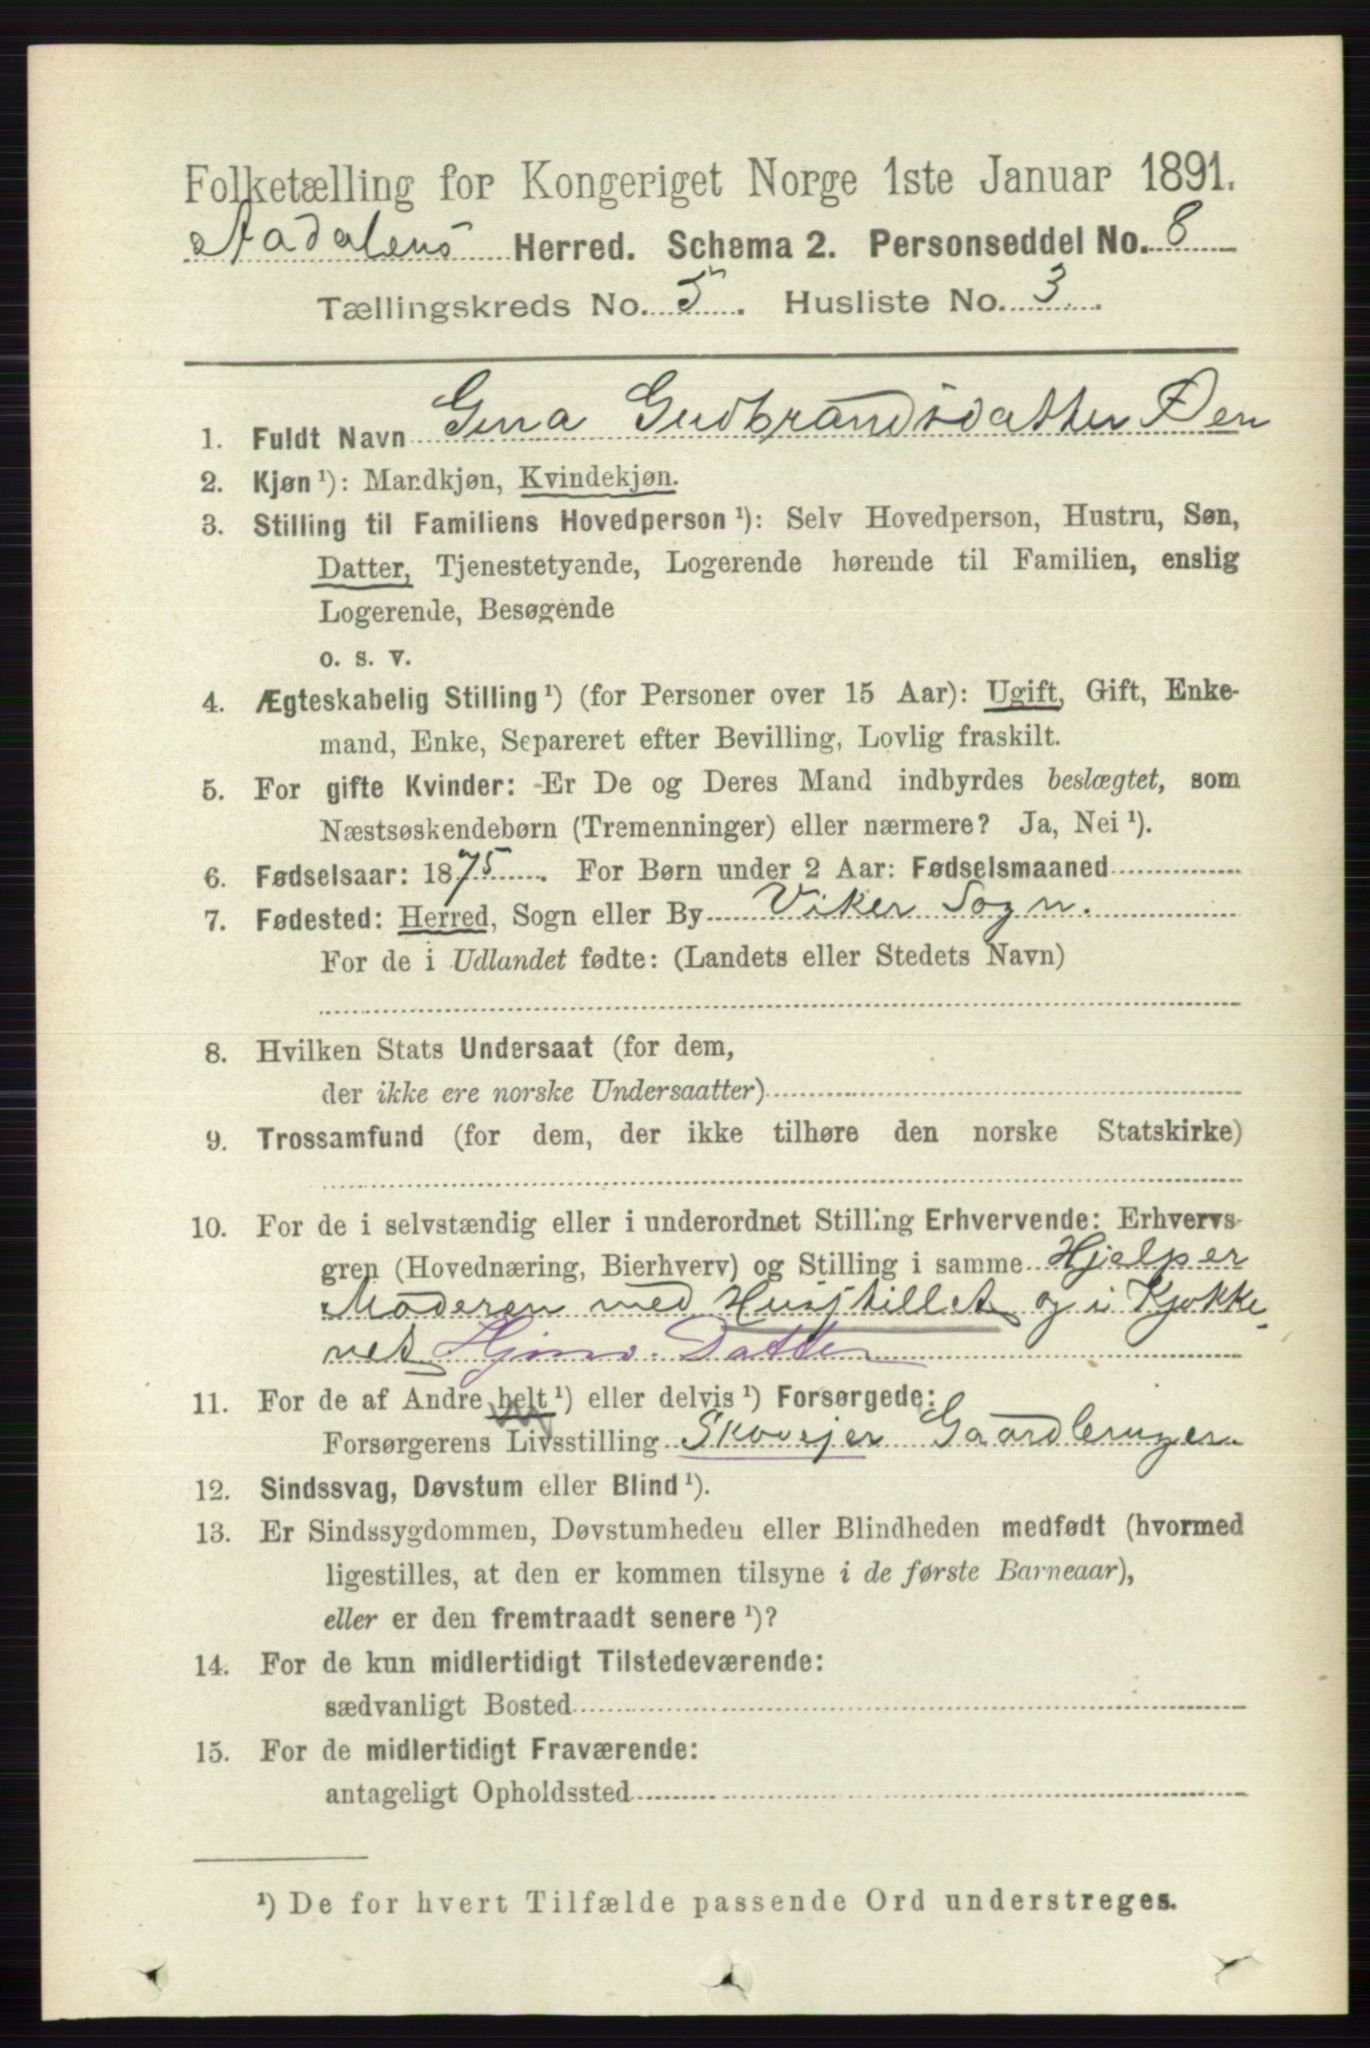 Folketælling for Kongeriget Norge 1ste Januar 1891.
Aadalens Herred. Schema 2. Personseddel No. 8
Tællingskreds No. 5. Husliste No. 3.
1. Fuldt Navn Gina Gudbrandsdatter Øen
2. Kjøn ¹): Mandkjøn, Kvindekjøn.
3. Stilling til Familiens Hovedperson ¹): Selv Hovedperson, Hustru, Søn,
Datter, Tjenestetyende, Logerende hørende til Familien, enslig
Logerende, Besøgende
o. s. v.
4. Ægteskabelig Stilling ¹) (for Personer over 15 Aar): Ugift, Gift, Enke-
mand, Enke, Separeret efter Bevilling, Lovlig fraskilt.
5. For gifte Kvinder: Er De og Deres Mand indbyrdes beslægtet, som
Næstsøskendebørn (Tremenninger) eller nærmere? Ja, Nei ¹).
6. Fødselsaar: 1875. For Børn under 2 Aar: Fødselsmaaned
7. Fødested: Herred, Sogn eller By Viker Sogn.
For de i Udlandet fødte: (Landets eller Stedets Navn)
8. Hvilken Stats Undersaat (for dem,
der ikke ere norske Undersaatter)
9. Trossamfund (for dem, der ikke tilhøre den norske Statskirke)
10. For de i selvstændig eller i underordnet Stilling Erhvervende: Erhvervs-
gren (Hovednæring, Bierhverv) og Stilling i samme Hjelper
Moderen med Husstillet og i Kjøkke-
net Hjmv. Datter
11. For de af Andre helt ¹) eller delvis ¹) Forsørgede:
Forsørgerens Livsstilling Skovejer Gaardbruger.
12. Sindssvag, Døvstum eller Blind ¹).
13. Er Sindssygdommen, Døvstumheden eller Blindheden medfødt (hvormed
ligestilles, at den er kommen tilsyne i de første Barneaar),
eller er den fremtraadt senere ¹)?
14. For de kun midlertidigt Tilstedeværende:
sædvanligt Bosted
15. For de midlertidigt Fraværende:
antageligt Opholdssted
¹) De for hvert Tilfælde passende Ord understreges.